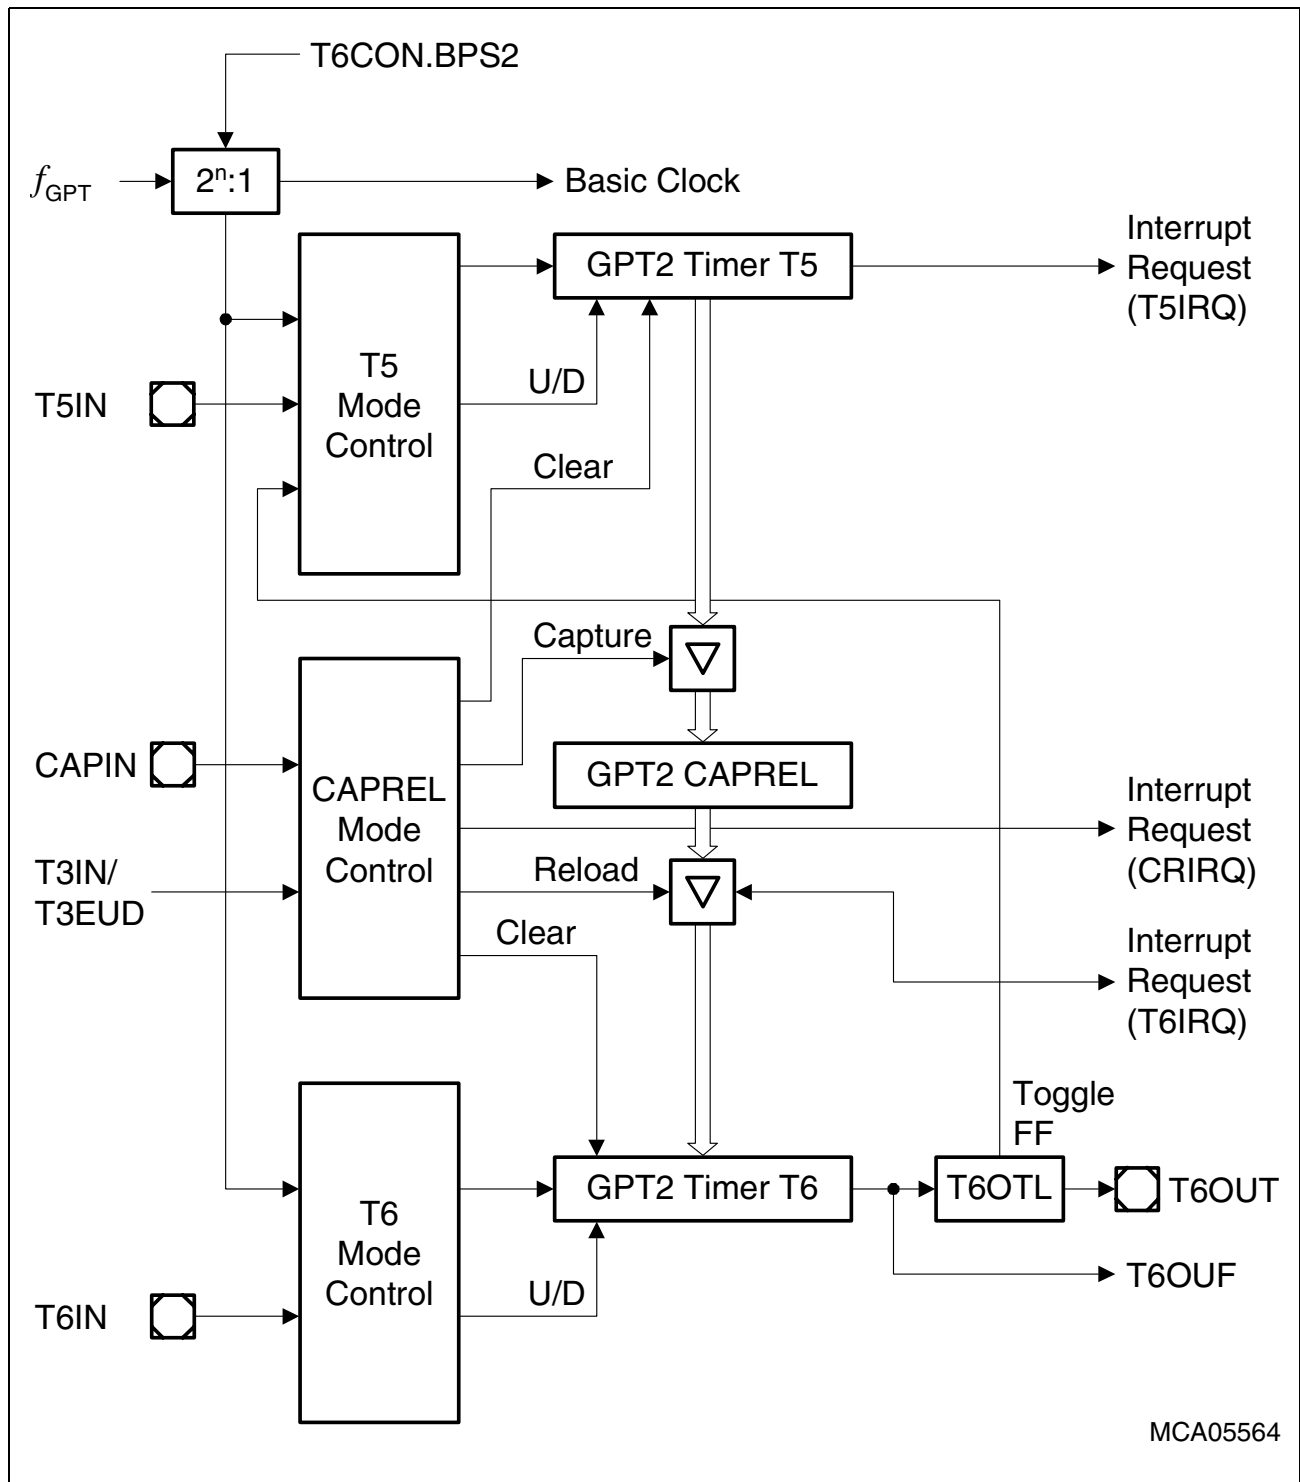 T6CON.BPS2
fGPT
2ⁿ:1
Basic Clock
GPT2 Timer T5
Interrupt
Request
(T5IRQ)
T5
Mode
Control
U/D
T5IN
Clear
Capture
CAPIN
CAPREL
Mode
Control
GPT2 CAPREL
Interrupt
Request
(CRIRQ)
T3IN/
T3EUD
Reload
Clear
Interrupt
Request
(T6IRQ)
Toggle
FF
T6
Mode
Control
GPT2 Timer T6
T6OTL
T6OUT
U/D
T6OUF
T6IN
MCA05564